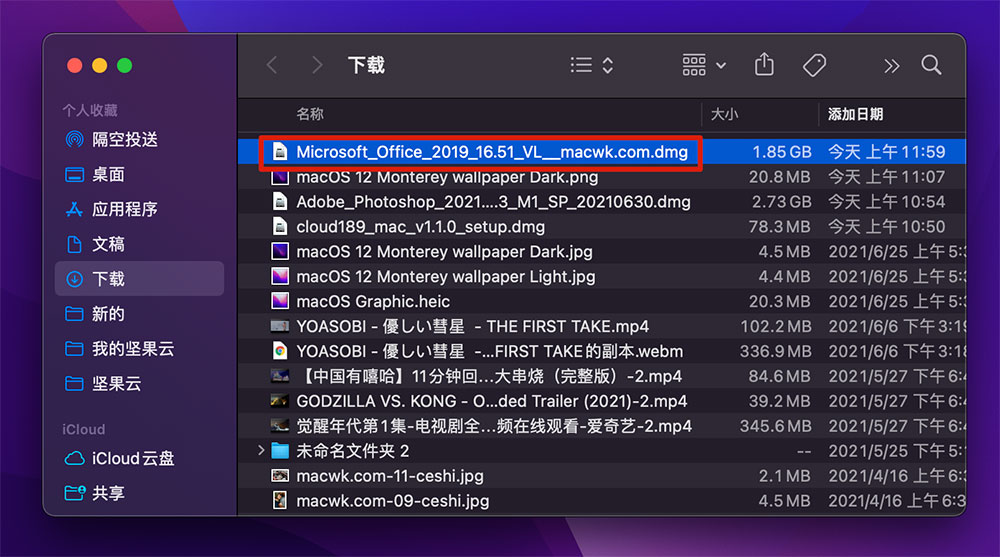 下载
个人收藏
隔空投送
桌面
应用程序
文稿
下载
新的
我的坚果云
坚果云
iCloud
iCloud云盘
共享
名称 大小 添加日期
Microsoft_Office_2019_16.51_VL__macwk.com.dmg 1.85 GB 今天 上午11:59
macOS 12 Monterey wallpaper Dark.png 20.8 MB 今天 上午11:07
Adobe_Photoshop_2021....3_M1_SP_20210630.dmg 2.73 GB 今天 上午10:54
cloud189_mac_v1.1.0_setup.dmg 78.3 MB 今天 上午10:50
macOS 12 Monterey wallpaper Dark.jpg 4.5 MB 2021/6/25 上午5:3
macOS 12 Monterey wallpaper Light.jpg 4.4 MB 2021/6/25 上午5:3
macOS Graphic.heic 20.3 MB 2021/6/25 上午5:3
YOASOBI - 優しい彗星 - THE FIRST TAKE.mp4 102.2 MB 2021/6/6 下午3:19
YOASOBI - 優しい彗星 -...FIRST TAKE的副本.webm 336.9 MB 2021/6/6 下午3:18
【中国有嘻哈】11分钟回...大串烧（完整版）-2.mp4 84.6 MB 2021/5/27 下午6:4
GODZILLA VS. KONG - O...ded Trailer (2021)-2.mp4 39.2 MB 2021/5/27 下午6:4
觉醒年代第1集-电视剧全...频在线观看-爱奇艺-2.mp4 345.6 MB 2021/5/27 下午6:4
未命名文件夹 2 -- 2021/5/25 下午5:1
macwk.com-11-ceshi.jpg 2.1 MB 2021/4/16 上午6:3
macwk.com-09-ceshi.jpg 4.5 MB 2021/4/16 上午6:3